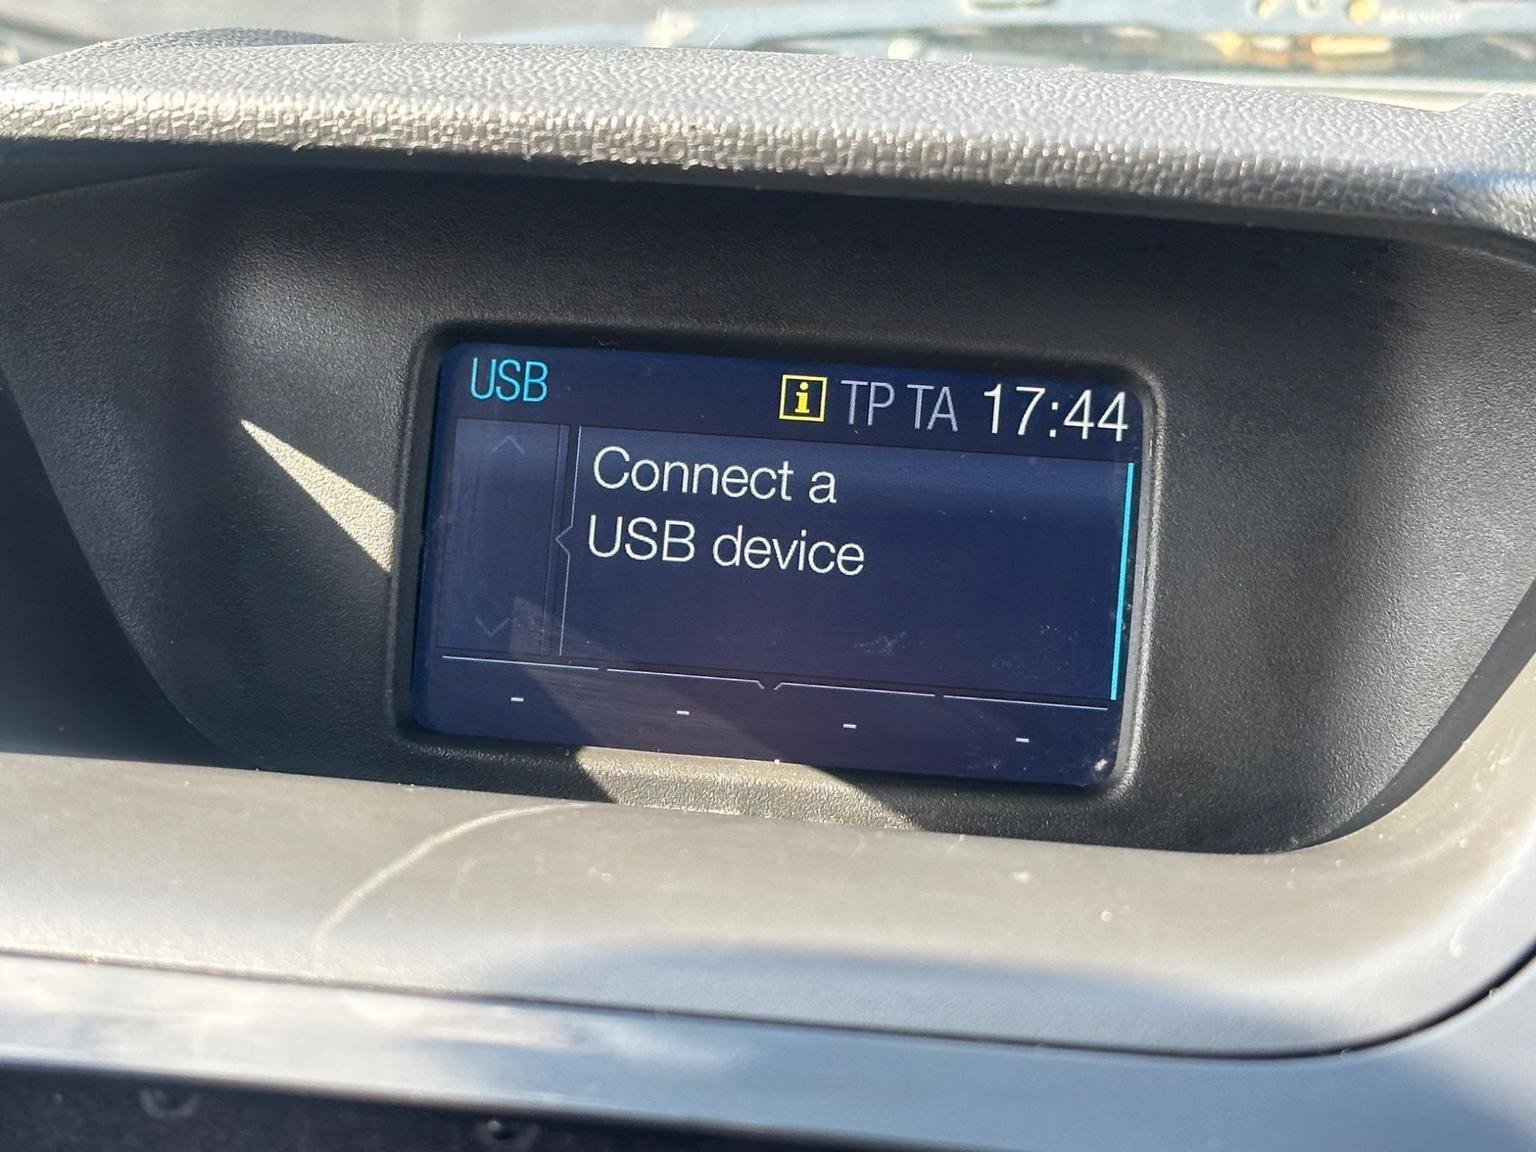 USB i TP TA 17:44
Connect a
USB device
- - - -